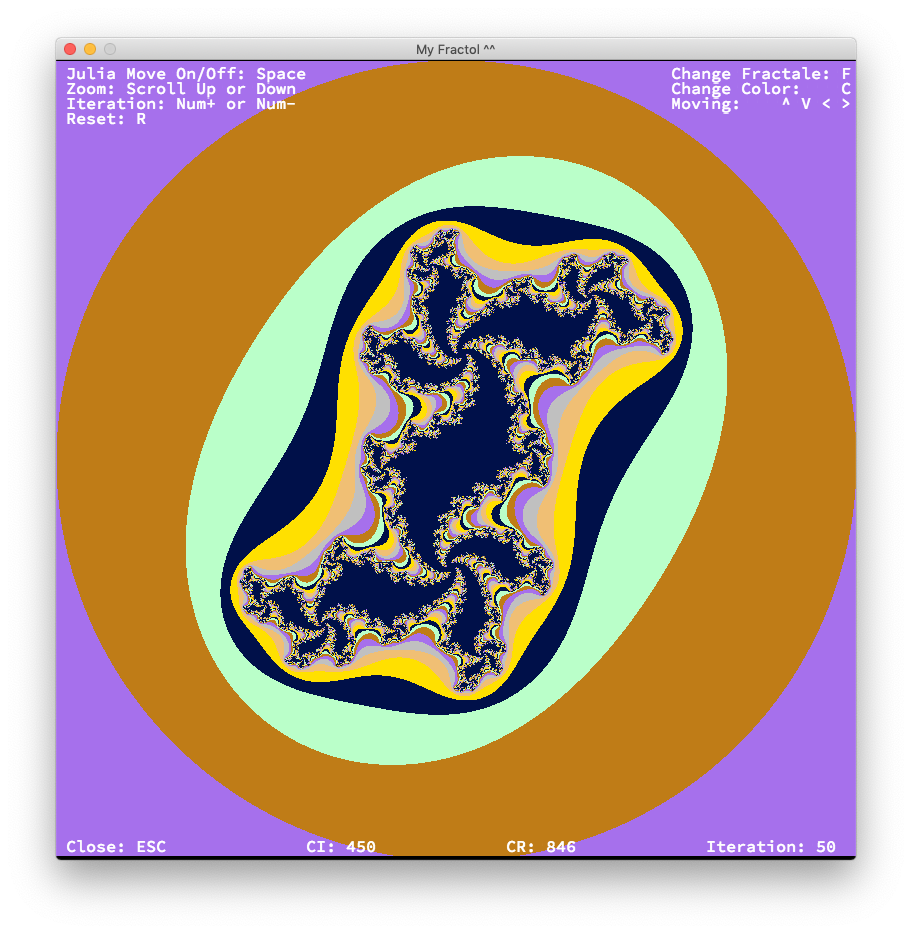 My Fractol ^^
Julia Move On/Off: Space
Change Fractale: F
Zoom: Scroll Up or Down
Change Color: C
Iteration: Num+ or Num-
Moving: ^ V < >
Reset: R
Close: ESC
CI: 450
CR: 846
Iteration: 50